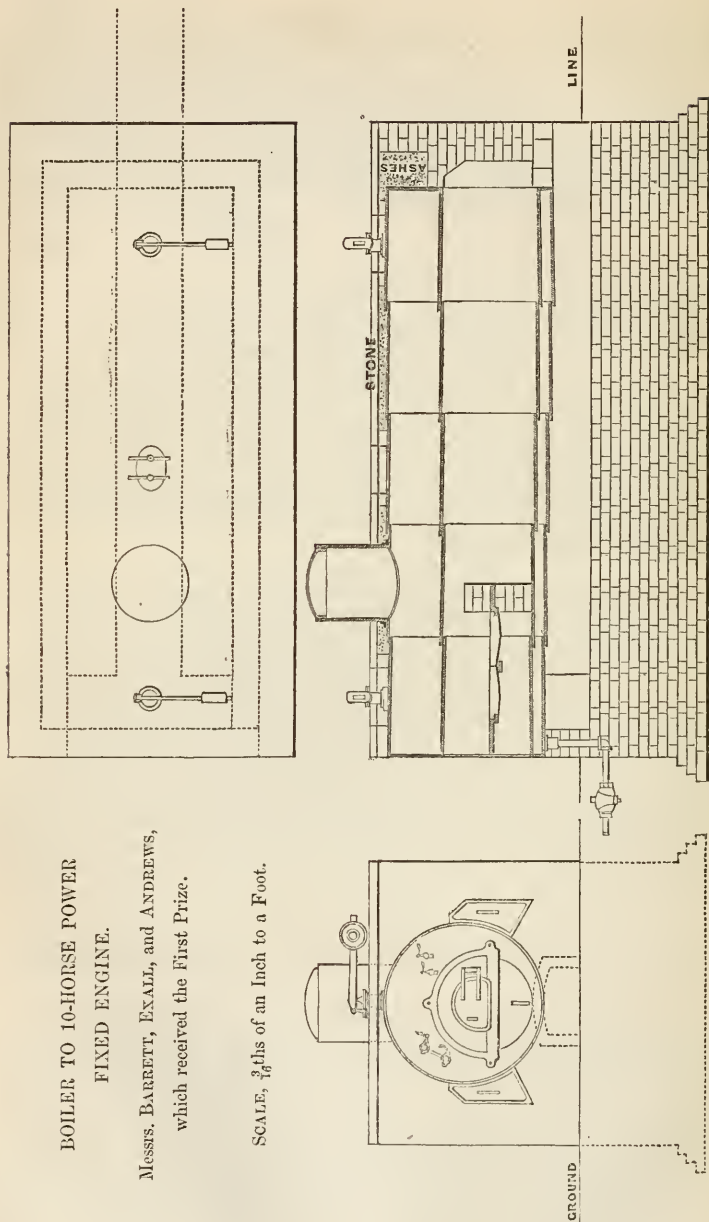 BOILER TO 10-HORSE POWER
FIXED ENGINE.
Messrs. BARRETT, EXALL, and ANDREWS,
which received the First Prize.
SCALE, 3/16ths of an Inch to a Foot.
ASHES
STONE
LINE
GROUND